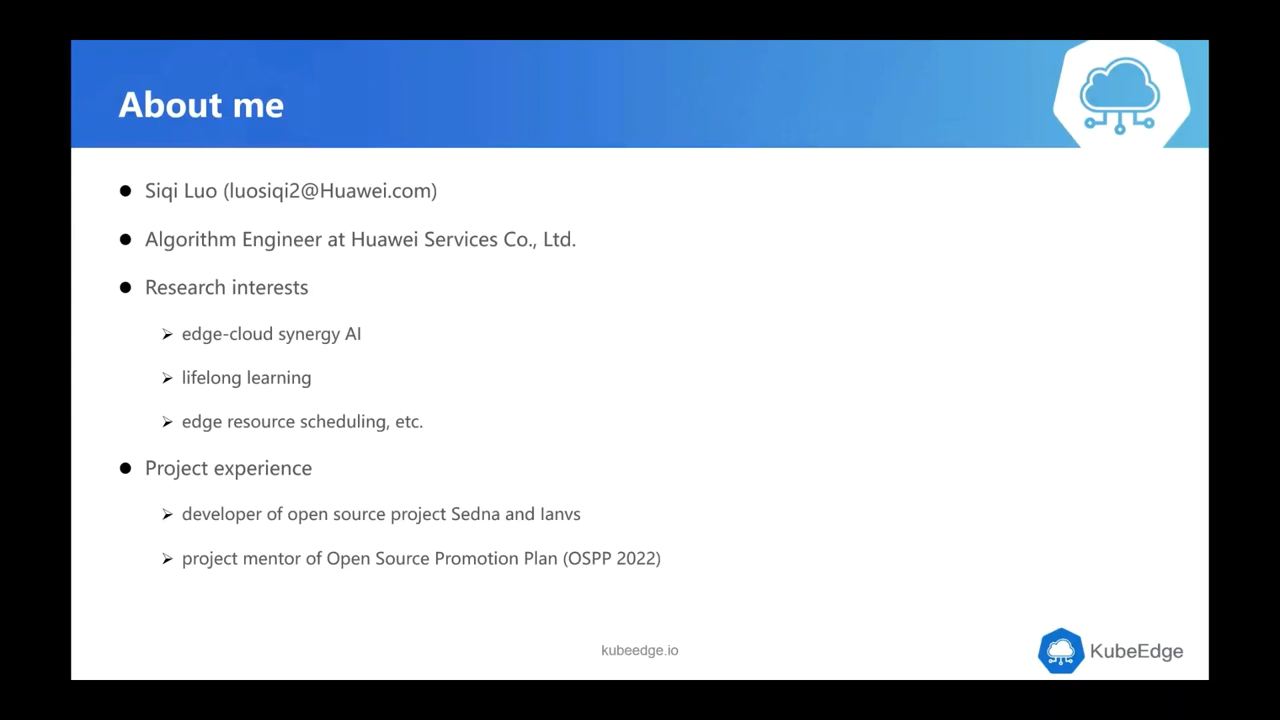 About me
Siqi Luo (luosiqi2@Huawei.com)
Algorithm Engineer at Huawei Services Co., Ltd.
Research interests
edge-cloud synergy AI
lifelong learning
edge resource scheduling, etc.
Project experience
developer of open source project Sedna and Ianvs
project mentor of Open Source Promotion Plan (OSPP 2022)
kubeedge.io
KubeEdge